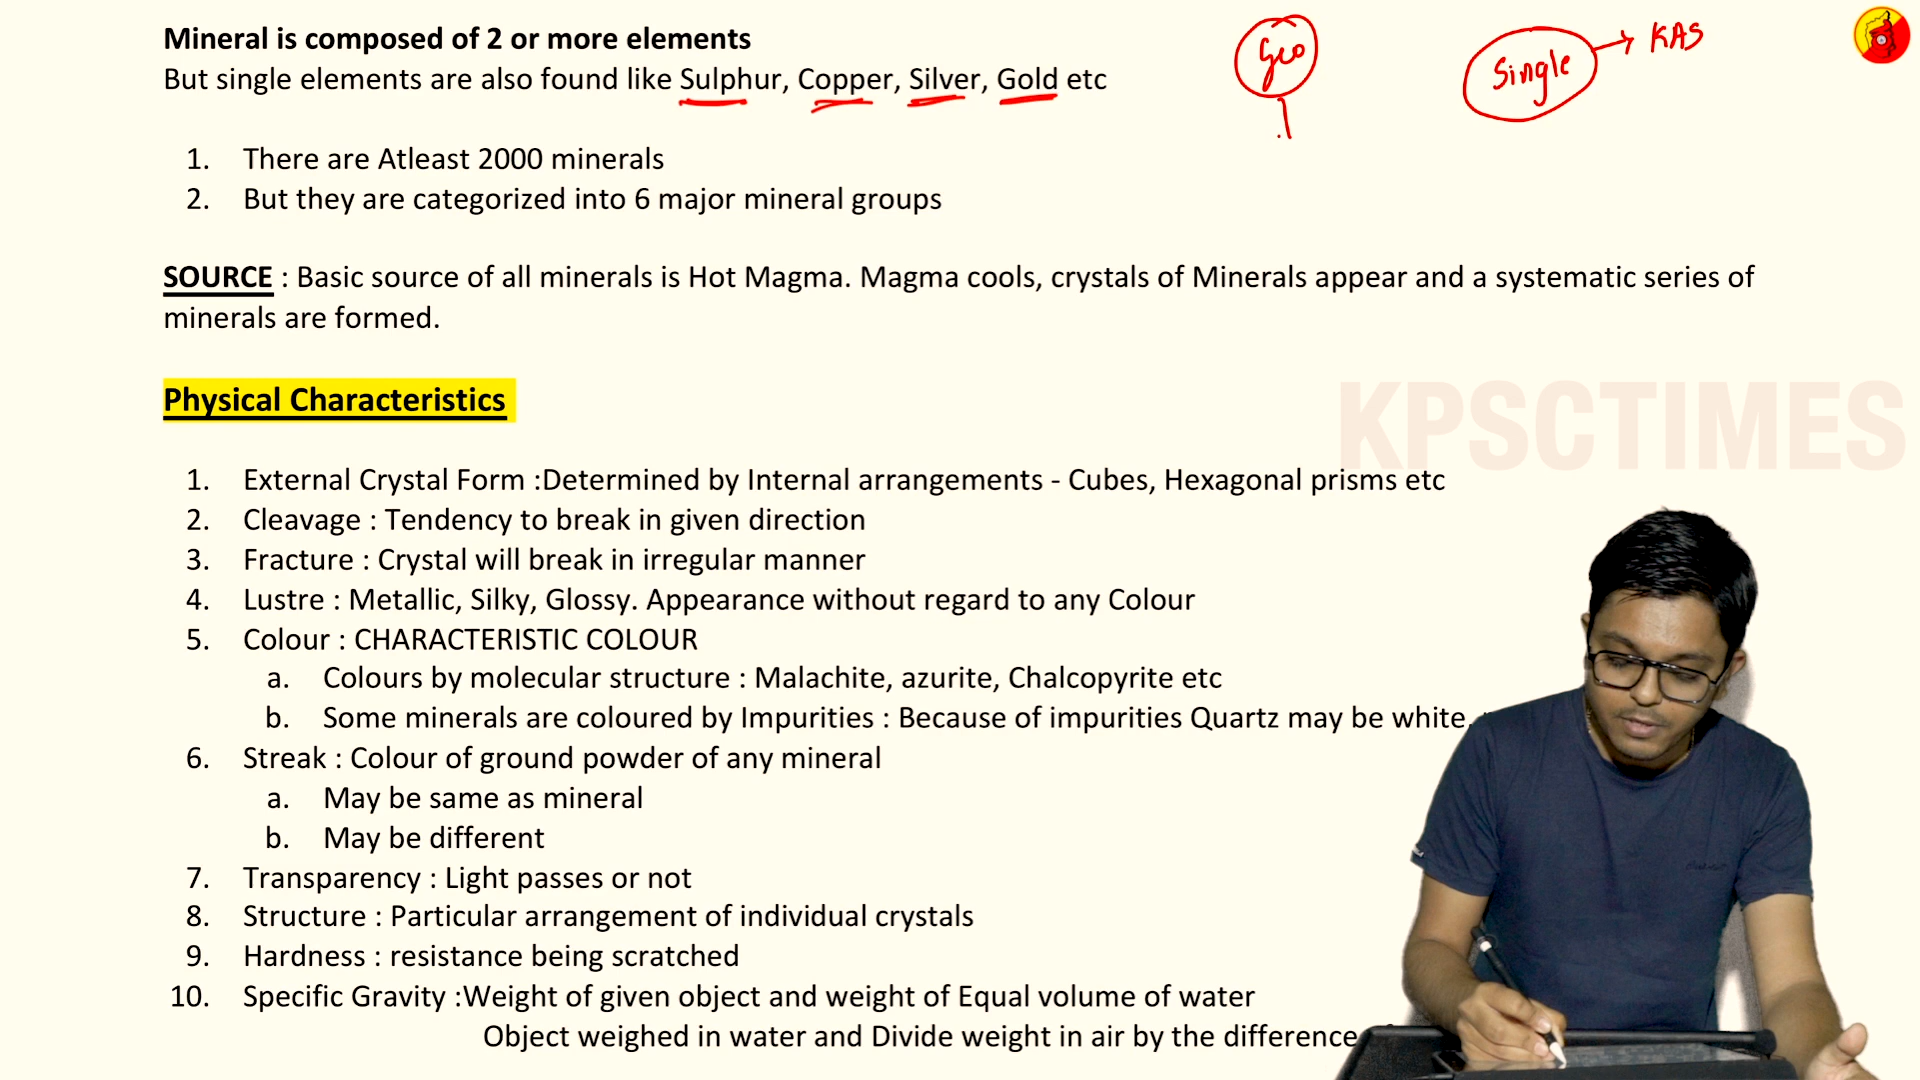 Mineral is composed of 2 or more elements
But single elements are also found like Sulphur, Copper, Silver, Gold etc
Geo
Single → KAS
1. There are Atleast 2000 minerals
2. But they are categorized into 6 major mineral groups
SOURCE : Basic source of all minerals is Hot Magma. Magma cools, crystals of Minerals appear and a systematic series of
minerals are formed.
Physical Characteristics
KPSCTIMES
1. External Crystal Form :Determined by Internal arrangements - Cubes, Hexagonal prisms etc
2. Cleavage : Tendency to break in given direction
3. Fracture : Crystal will break in irregular manner
4. Lustre : Metallic, Silky, Glossy. Appearance without regard to any Colour
5. Colour : CHARACTERISTIC COLOUR
a. Colours by molecular structure : Malachite, azurite, Chalcopyrite etc
b. Some minerals are coloured by Impurities : Because of impurities Quartz may be white,
6. Streak : Colour of ground powder of any mineral
a. May be same as mineral
b. May be different
7. Transparency : Light passes or not
8. Structure : Particular arrangement of individual crystals
9. Hardness : resistance being scratched
10. Specific Gravity :Weight of given object and weight of Equal volume of water
Object weighed in water and Divide weight in air by the difference